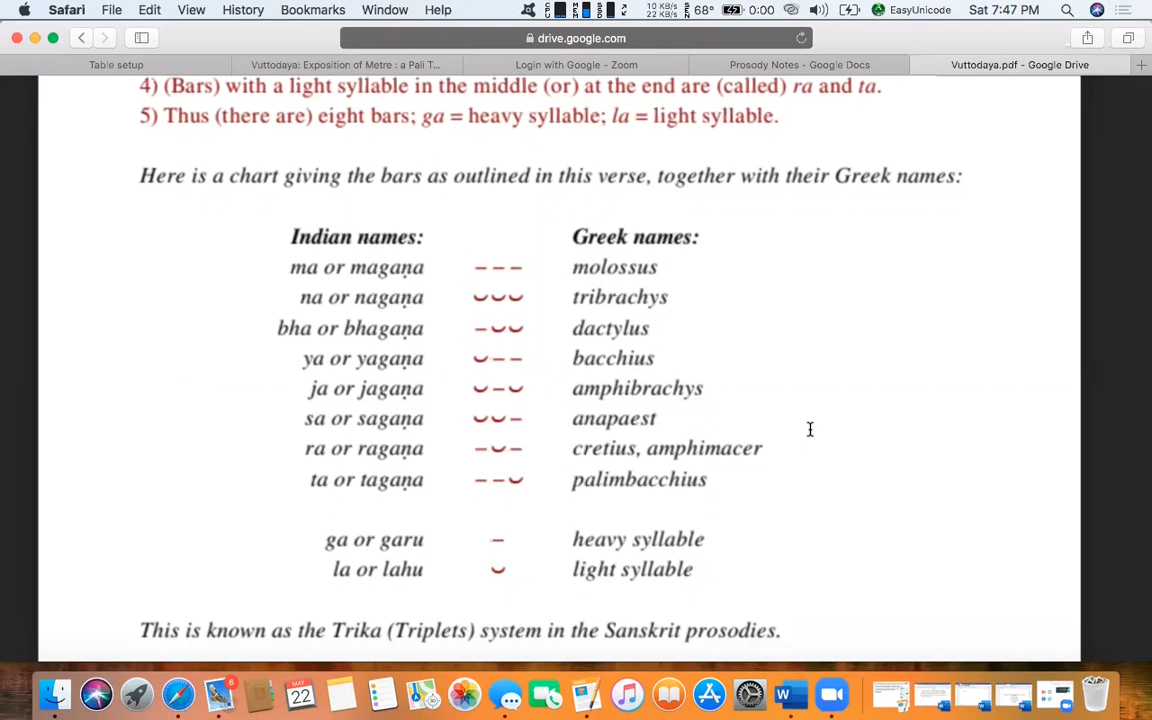 Safari File Edit View History Bookmarks Window Help 10 KB/s 22 KB/s 68° 0:00 EasyUnicode Sat 7:47 PM
drive.google.com
Table setup Vuttodaya: Exposition of Metre : a Pali T... Login with Google - Zoom Prosody Notes - Google Docs Vuttodaya.pdf - Google Drive
4) (Bars) with a light syllable in the middle (or) at the end are (called) ra and ta.
5) Thus (there are) eight bars; ga = heavy syllable; la = light syllable.
Here is a chart giving the bars as outlined in this verse, together with their Greek names:
Indian names: Greek names:
ma or magaṇa − − − molossus
na or nagaṇa ⏑⏑⏑ tribrachys
bha or bhagaṇa −⏑⏑ dactylus
ya or yagaṇa ⏑− − bacchius
ja or jagaṇa ⏑−⏑ amphibrachys
sa or sagaṇa ⏑⏑− anapaest
ra or ragaṇa −⏑− cretius, amphimacer
ta or tagaṇa − −⏑ palimbacchius
ga or garu − heavy syllable
la or lahu ⏑ light syllable
This is known as the Trika (Triplets) system in the Sanskrit prosodies.
6
MAY
22